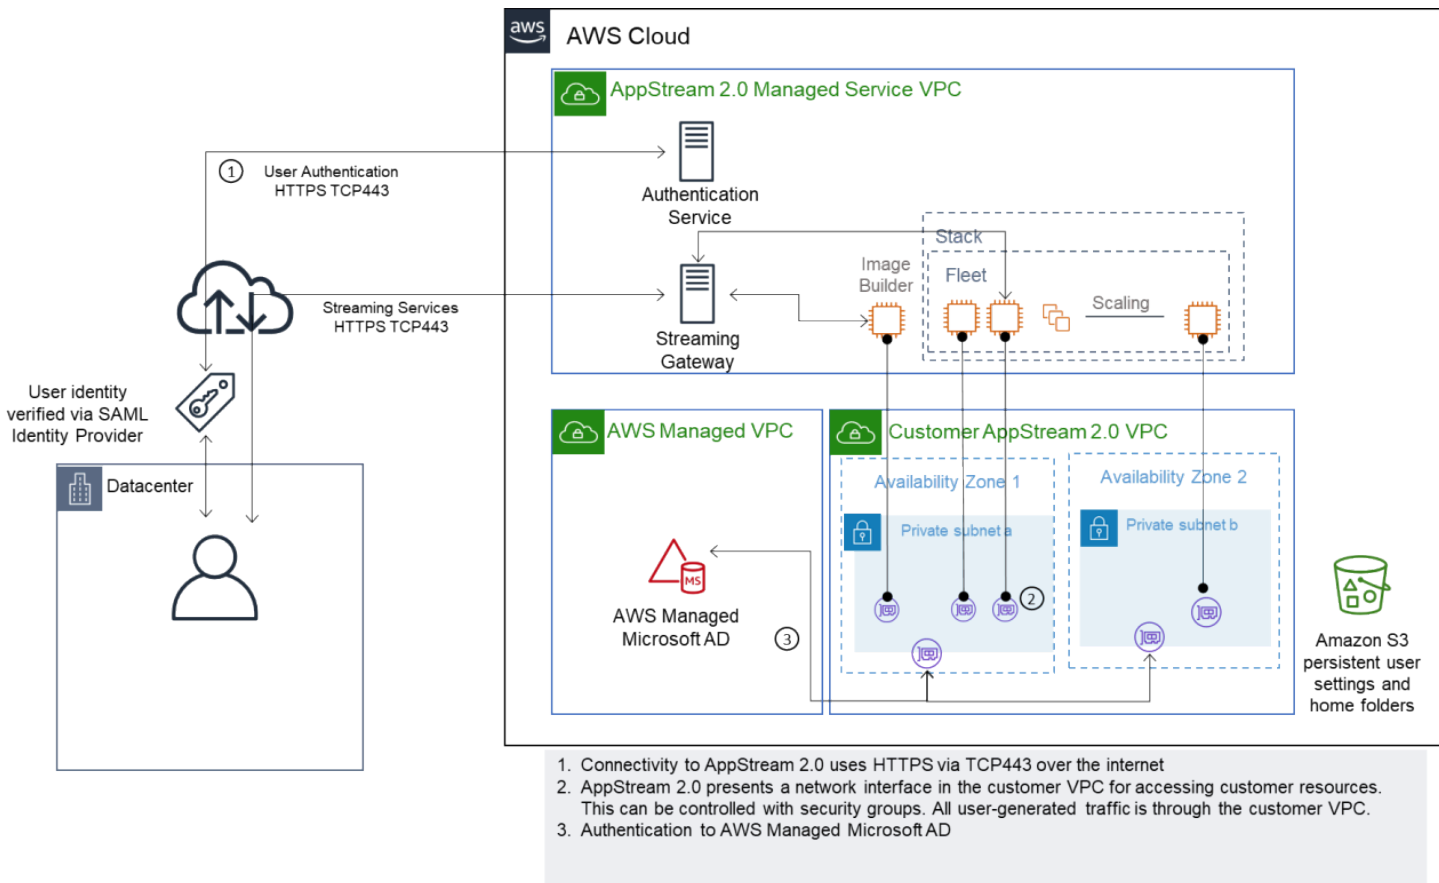 aws
AWS Cloud
AppStream 2.0 Managed Service VPC
1
User Authentication
HTTPS TCP443
Authentication
Service
Stack
Image
Builder
Fleet
Scaling
Streaming Services
HTTPS TCP443
Streaming
Gateway
User identity
verified via SAML
Identity Provider
AWS Managed VPC
Customer AppStream 2.0 VPC
Datacenter
Availability Zone 1
Availability Zone 2
Private subnet a
Private subnet b
MS
2
AWS Managed
Microsoft AD
3
Amazon S3
persistent user
settings and
home folders
1. Connectivity to AppStream 2.0 uses HTTPS via TCP443 over the internet
2. AppStream 2.0 presents a network interface in the customer VPC for accessing customer resources.
This can be controlled with security groups. All user-generated traffic is through the customer VPC.
3. Authentication to AWS Managed Microsoft AD